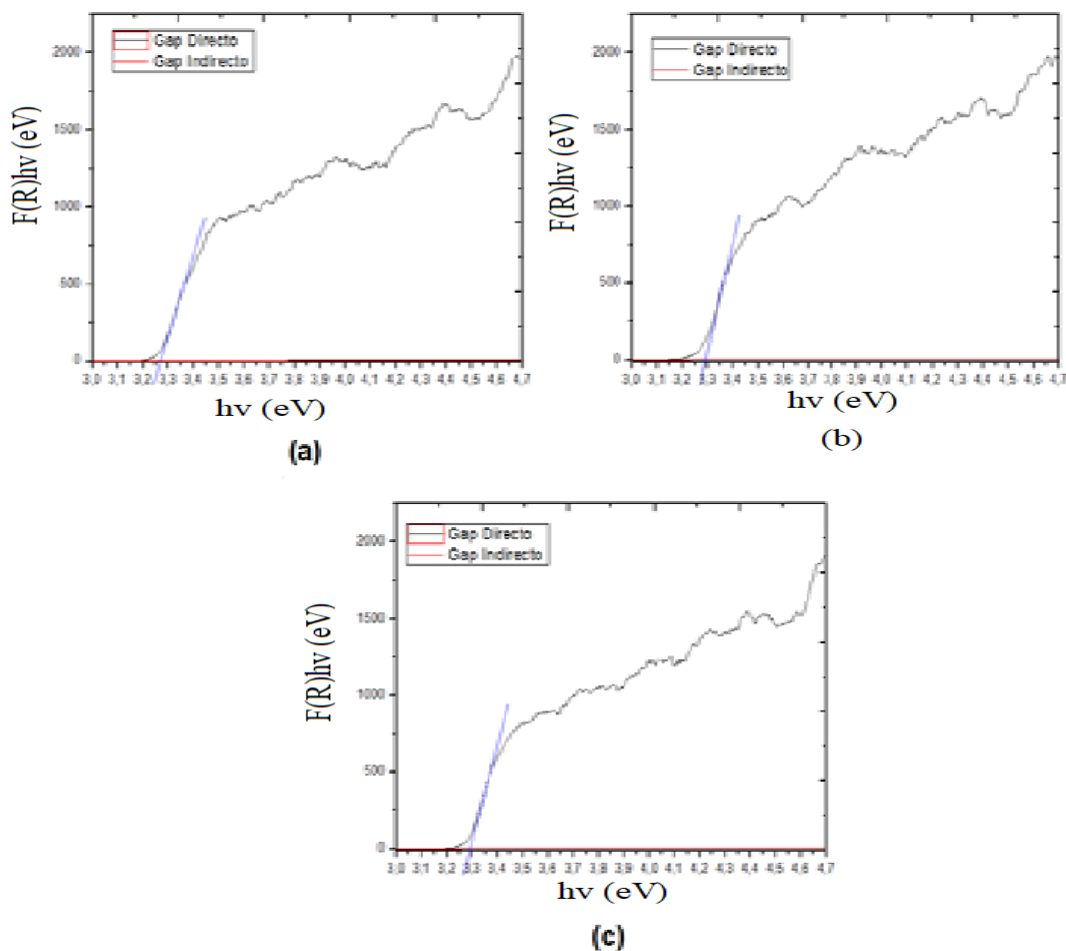 Gap Directo
Gap Indirecto
2000
1500
1000
500
0
F(R)hv (eV)
3,0 3,1 3,2 3,3 3,4 3,5 3,6 3,7 3,8 3,9 4,0 4,1 4,2 4,3 4,4 4,5 4,6 4,7
hv (eV)
(a)
Gap Directo
Gap Indirecto
2000
1500
1000
500
0
F(R)hv (eV)
3,0 3,1 3,2 3,3 3,4 3,5 3,6 3,7 3,8 3,9 4,0 4,1 4,2 4,3 4,4 4,5 4,6 4,7
hv (eV)
(b)
Gap Directo
Gap Indirecto
2000
1500
1000
500
0
F(R)hv (eV)
3,0 3,1 3,2 3,3 3,4 3,5 3,6 3,7 3,8 3,9 4,0 4,1 4,2 4,3 4,4 4,5 4,6 4,7
hv (eV)
(c)